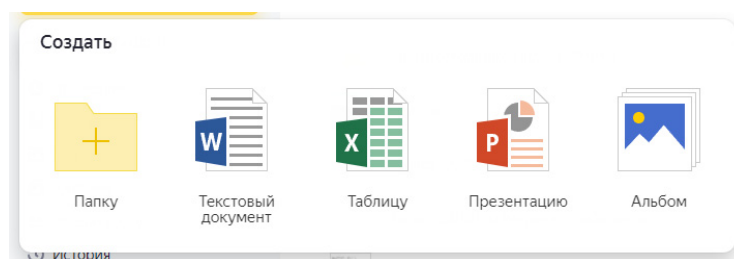 Создать
W
X
P
Папку
Текстовый
документ
Таблицу
Презентацию
Альбом
История